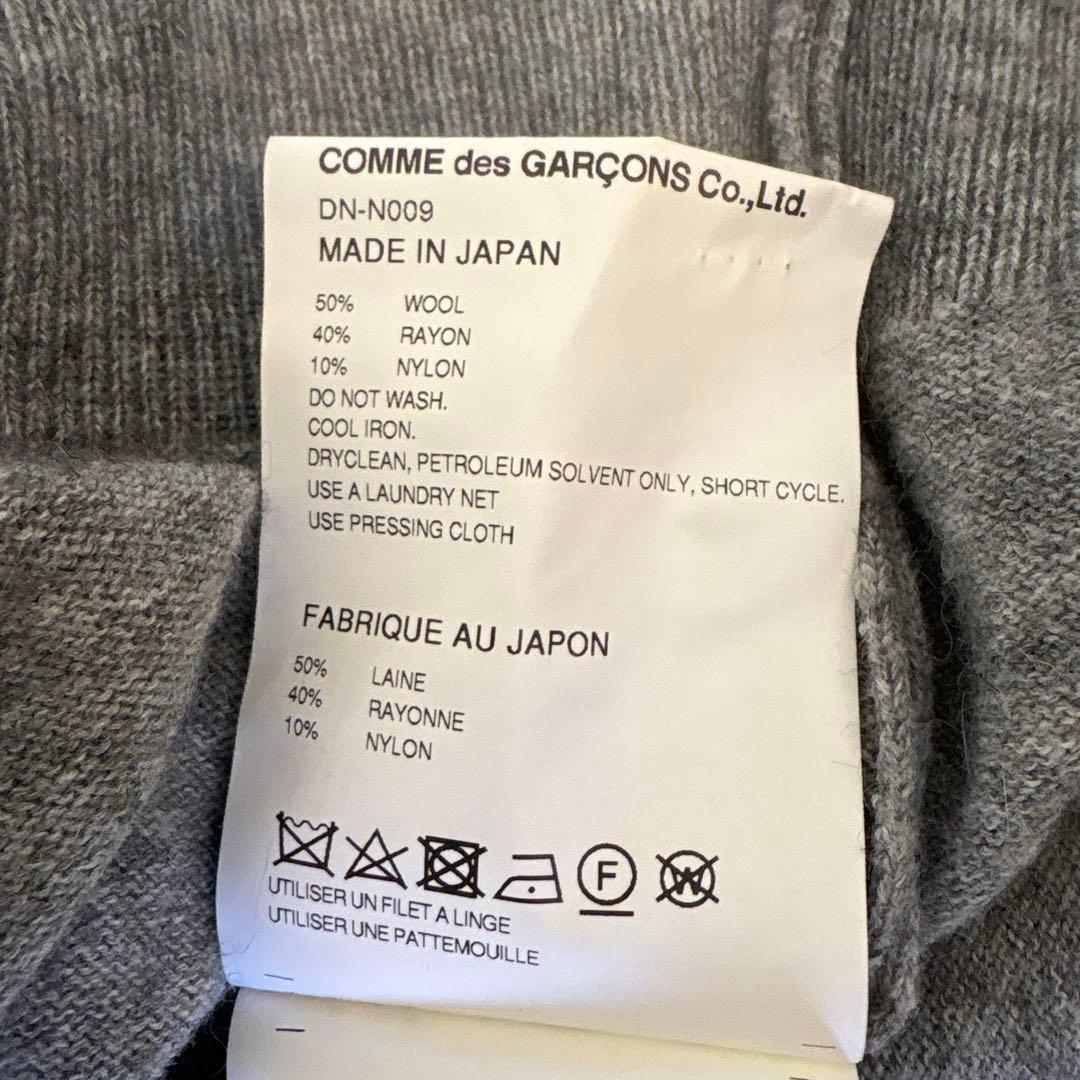 COMME des GARÇONS Co.,Ltd.
DN-N009
MADE IN JAPAN
50% WOOL
40% RAYON
10% NYLON
DO NOT WASH.
COOL IRON.
DRYCLEAN, PETROLEUM SOLVENT ONLY, SHORT CYCLE.
USE A LAUNDRY NET
USE PRESSING CLOTH
FABRIQUE AU JAPON
50% LAINE
40% RAYONNE
10% NYLON
F W
UTILISER UN FILET A LINGE
UTILISER UNE PATTEMOUILLE